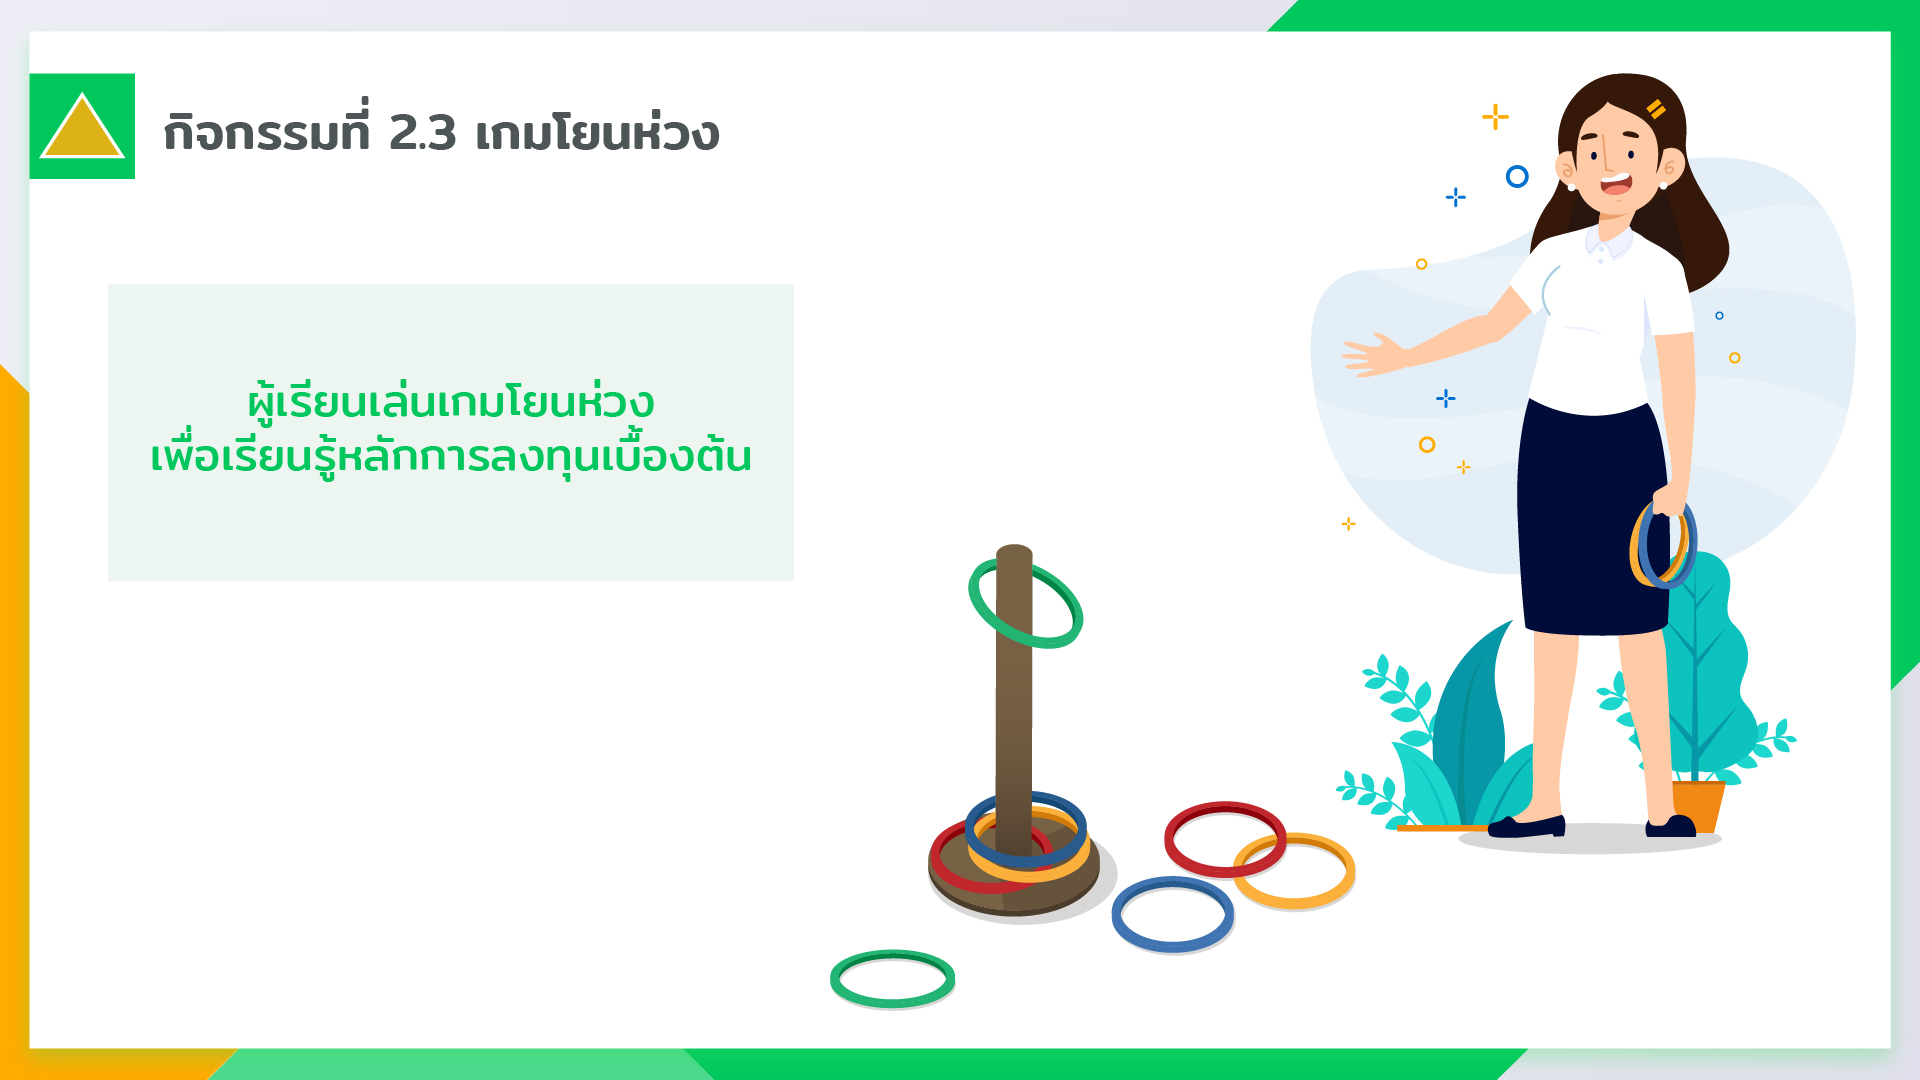 กิจกรรมที่ 2.3 เกมโยนห่วง
ผู้เรียนเล่นเกมโยนห่วง
เพื่อเรียนรู้หลักการลงทุนเบื้องต้น